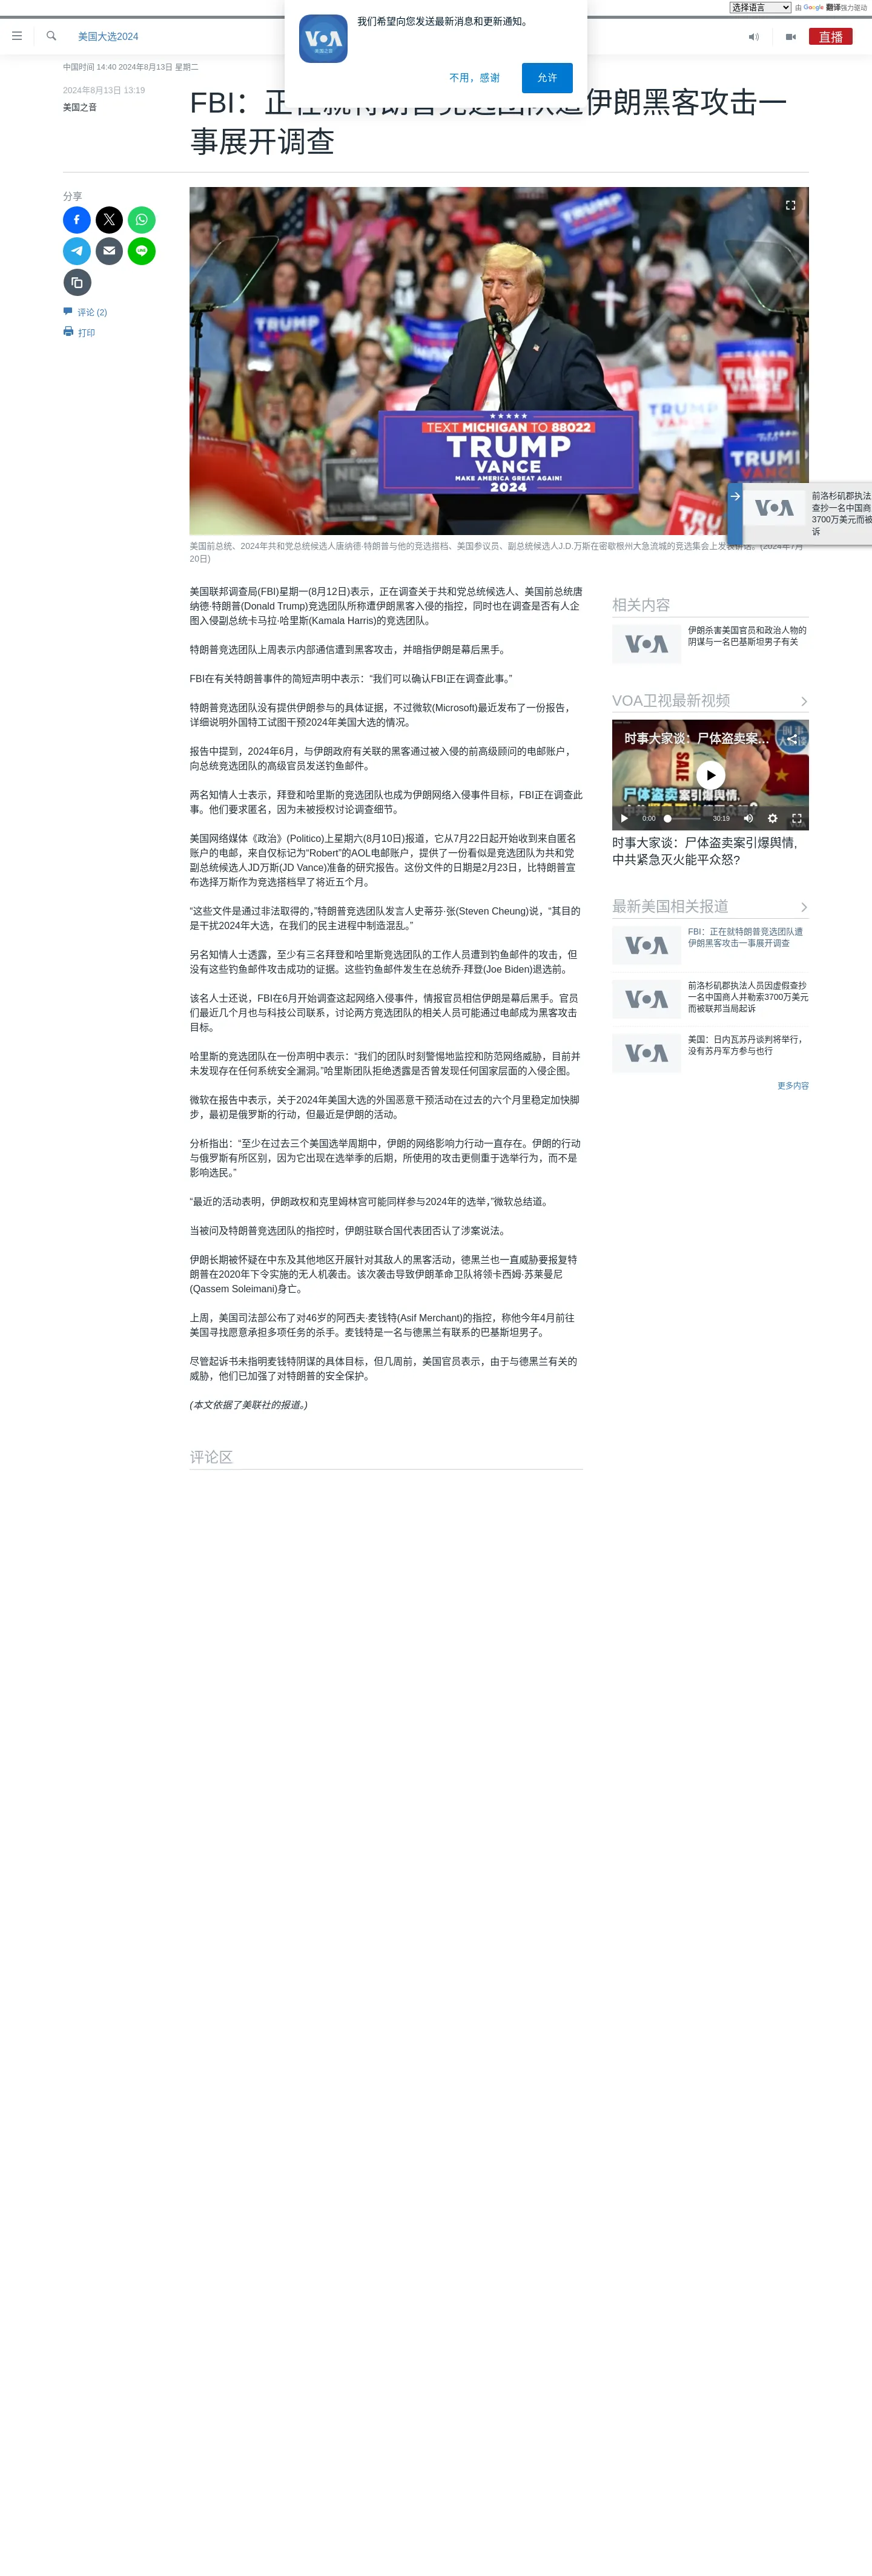 选择语言
由 Google 翻译强力驱动
美国大选2024
直播
我们希望向您发送最新消息和更新通知。
不用，感谢
允许
VOA
美国之音
中国时间 14:40 2024年8月13日 星期二
2024年8月13日 13:19
美国之音
FBI：正在就特朗普竞选团队遭伊朗黑客攻击一
事展开调查
分享
评论 (2)
打印
TRUMP
TEXT MICHIGAN TO 88022
TRUMP
VANCE
MAKE AMERICA GREAT AGAIN!
2024
美国前总统、2024年共和党总统候选人唐纳德·特朗普与他的竞选搭档、美国参议员、副总统候选人J.D.万斯在密歇根州大急流城的竞选集会上发表讲话。(2024年7月
20日)
VOA
前洛杉矶郡执法
查抄一名中国商
3700万美元而被
诉
美国联邦调查局(FBI)星期一(8月12日)表示，正在调查关于共和党总统候选人、美国前总统唐
纳德·特朗普(Donald Trump)竞选团队所称遭伊朗黑客入侵的指控，同时也在调查是否有人企
图入侵副总统卡马拉·哈里斯(Kamala Harris)的竞选团队。
特朗普竞选团队上周表示内部通信遭到黑客攻击，并暗指伊朗是幕后黑手。
FBI在有关特朗普事件的简短声明中表示：“我们可以确认FBI正在调查此事。”
特朗普竞选团队没有提供伊朗参与的具体证据，不过微软(Microsoft)最近发布了一份报告，
详细说明外国特工试图干预2024年美国大选的情况。
报告中提到，2024年6月，与伊朗政府有关联的黑客通过被入侵的前高级顾问的电邮账户，
向总统竞选团队的高级官员发送钓鱼邮件。
两名知情人士表示，拜登和哈里斯的竞选团队也成为伊朗网络入侵事件目标，FBI正在调查此
事。他们要求匿名，因为未被授权讨论调查细节。
美国网络媒体《政治》(Politico)上星期六(8月10日)报道，它从7月22日起开始收到来自匿名
账户的电邮，来自仅标记为“Robert”的AOL电邮账户，提供了一份看似是竞选团队为共和党
副总统候选人JD万斯(JD Vance)准备的研究报告。这份文件的日期是2月23日，比特朗普宣
布选择万斯作为竞选搭档早了将近五个月。
“这些文件是通过非法取得的，”特朗普竞选团队发言人史蒂芬·张(Steven Cheung)说，“其目的
是干扰2024年大选，在我们的民主进程中制造混乱。”
另名知情人士透露，至少有三名拜登和哈里斯竞选团队的工作人员遭到钓鱼邮件的攻击，但
没有这些钓鱼邮件攻击成功的证据。这些钓鱼邮件发生在总统乔·拜登(Joe Biden)退选前。
该名人士还说，FBI在6月开始调查这起网络入侵事件，情报官员相信伊朗是幕后黑手。官员
们最近几个月也与科技公司联系，讨论两方竞选团队的相关人员可能通过电邮成为黑客攻击
目标。
哈里斯的竞选团队在一份声明中表示：“我们的团队时刻警惕地监控和防范网络威胁，目前并
未发现存在任何系统安全漏洞。”哈里斯团队拒绝透露是否曾发现任何国家层面的入侵企图。
微软在报告中表示，关于2024年美国大选的外国恶意干预活动在过去的六个月里稳定加快脚
步，最初是俄罗斯的行动，但最近是伊朗的活动。
分析指出：“至少在过去三个美国选举周期中，伊朗的网络影响力行动一直存在。伊朗的行动
与俄罗斯有所区别，因为它出现在选举季的后期，所使用的攻击更侧重于选举行为，而不是
影响选民。”
“最近的活动表明，伊朗政权和克里姆林宫可能同样参与2024年的选举，”微软总结道。
当被问及特朗普竞选团队的指控时，伊朗驻联合国代表团否认了涉案说法。
伊朗长期被怀疑在中东及其他地区开展针对其敌人的黑客活动，德黑兰也一直威胁要报复特
朗普在2020年下令实施的无人机袭击。该次袭击导致伊朗革命卫队将领卡西姆·苏莱曼尼
(Qassem Soleimani)身亡。
上周，美国司法部公布了对46岁的阿西夫·麦钱特(Asif Merchant)的指控，称他今年4月前往
美国寻找愿意承担多项任务的杀手。麦钱特是一名与德黑兰有联系的巴基斯坦男子。
尽管起诉书未指明麦钱特阴谋的具体目标，但几周前，美国官员表示，由于与德黑兰有关的
威胁，他们已加强了对特朗普的安全保护。
(本文依据了美联社的报道。)
评论区
相关内容
VOA
伊朗杀害美国官员和政治人物的
阴谋与一名巴基斯坦男子有关
VOA卫视最新视频
时事大家谈：尸体盗卖案…
SALE
尸体盗卖案引爆舆情，
0:00
30:19
时事大家谈：尸体盗卖案引爆舆情,
中共紧急灭火能平众怒?
最新美国相关报道
VOA
FBI：正在就特朗普竞选团队遭
伊朗黑客攻击一事展开调查
VOA
前洛杉矶郡执法人员因虚假查抄
一名中国商人并勒索3700万美元
而被联邦当局起诉
VOA
美国：日内瓦苏丹谈判将举行，
没有苏丹军方参与也行
更多内容